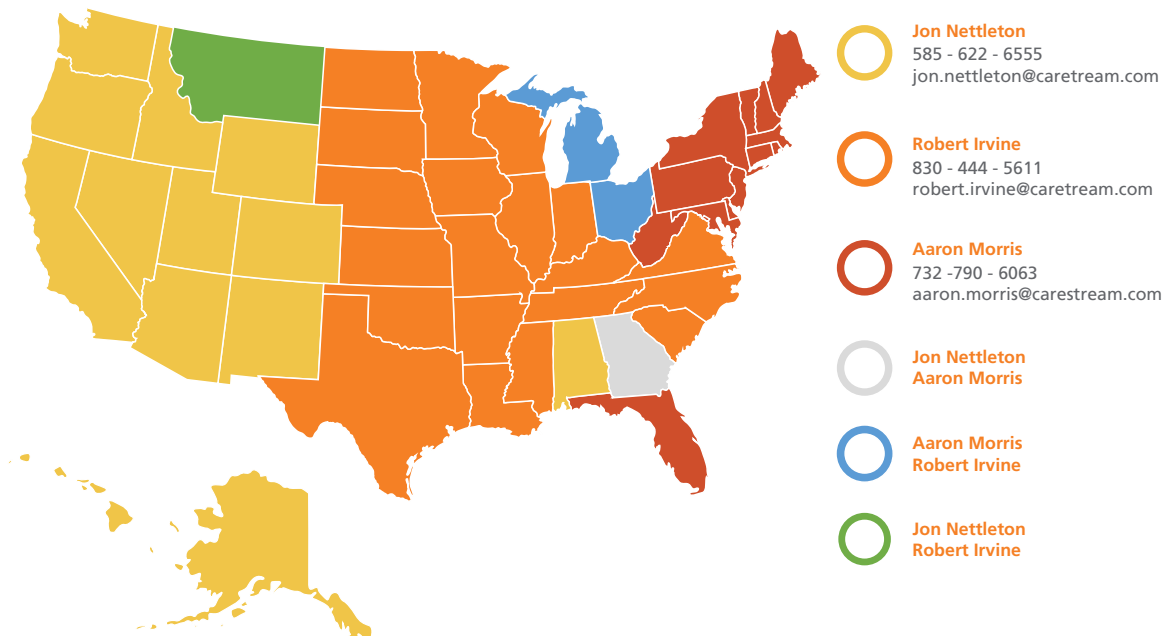 Jon Nettleton
585 - 622 - 6555
jon.nettleton@caretream.com
Robert Irvine
830 - 444 - 5611
robert.irvine@caretream.com
Aaron Morris
732 -790 - 6063
aaron.morris@carestream.com
Jon Nettleton
Aaron Morris
Aaron Morris
Robert Irvine
Jon Nettleton
Robert Irvine